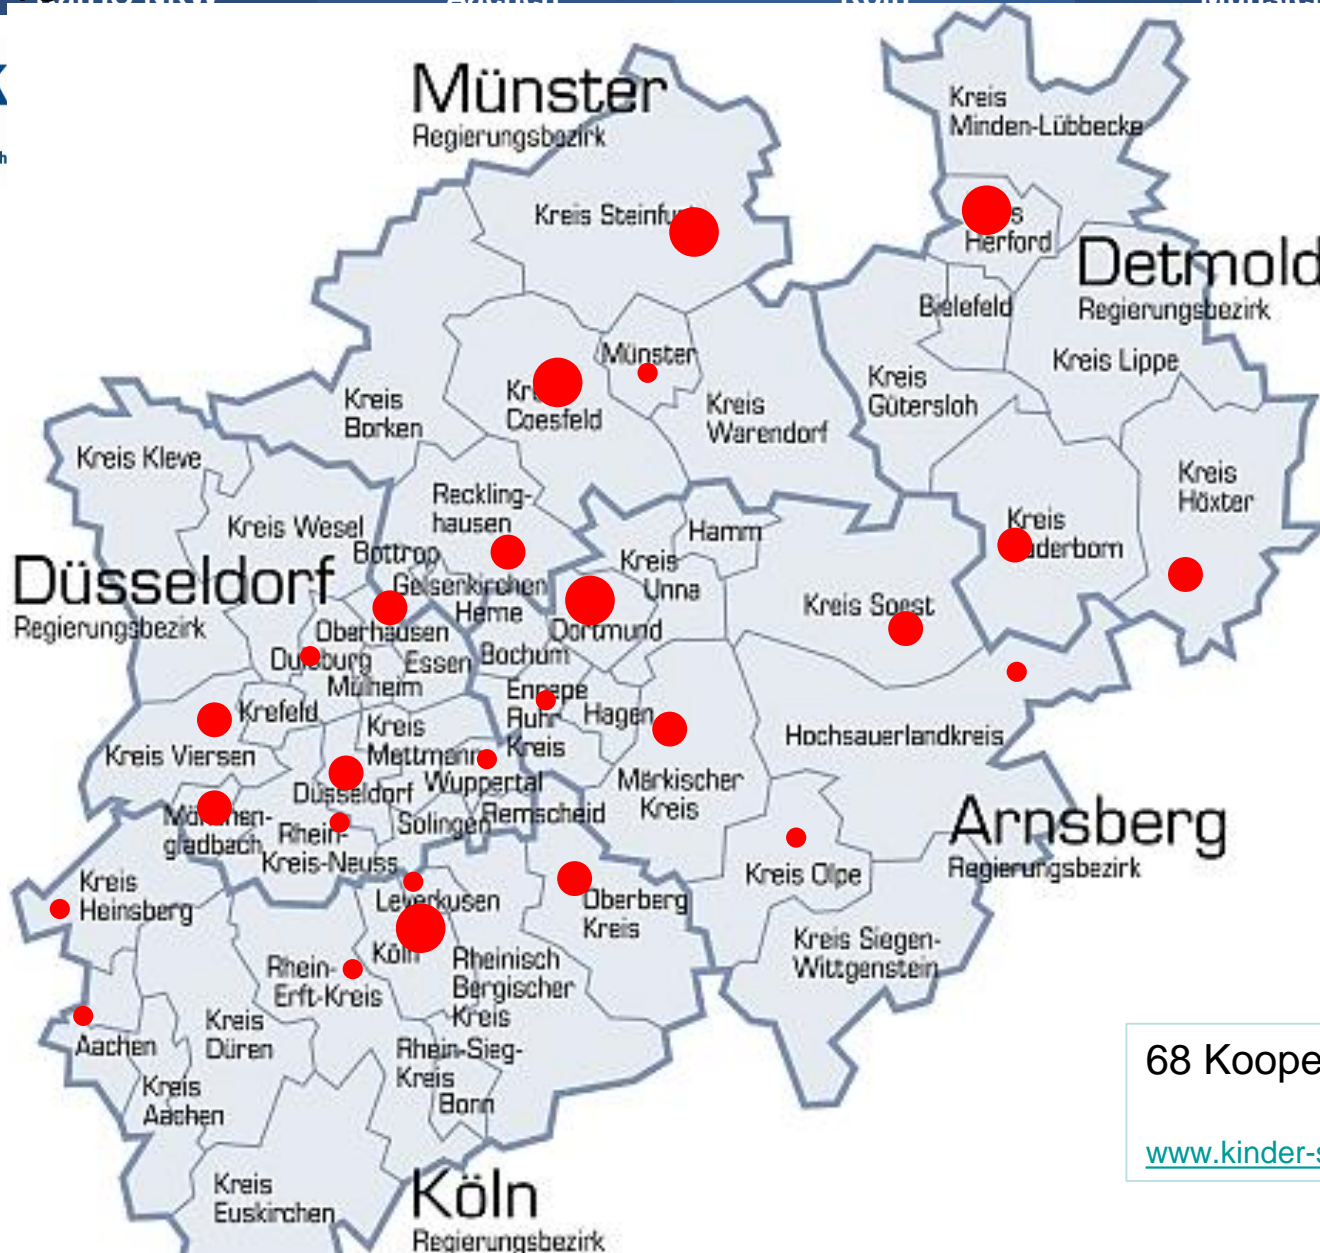 Münster
Regierungsbezirk
Kreis
Minden-Lübbecke
Kreis
Herford
Detmold
Regierungsbezirk
Bielefeld
Kreis Lippe
Kreis
Gütersloh
Kreis
Höxter
Kreis
Münster
Kreis
Coesfeld
Kreis
Borken
Kreis
Warendorf
Kreis Kleve
Reckling-
hausen
Kreis Wesel
Bottrop
Gelsenkirchen
Herne
Hamm
Kreis
Unna
Dortmund
Kreis Soest
Düsseldorf
Regierungsbezirk
Oberhausen
Essen
Bochum
Duisburg
Mülheim
Krefeld
Kreis Viersen
Kreis
Mettmann
Ennepe
Ruhr
Kreis
Hagen
Märkischer
Kreis
Hochsauerlandkreis
Düsseldorf
Wuppertal
Solingen
Remscheid
gladbach
Rhein-
Kreis-Neuss
Arnsberg
Regierungsbezirk
Kreis Olpe
Kreis Siegen-
Wittgenstein
Kreis
Heinsberg
Leverkusen
Köln
Oberberg
Kreis
Rheinisch
Bergischer
Kreis
Rhein-
Erft-Kreis
Aachen
Kreis
Düren
Kreis
Aachen
Rhein-Sieg-
Kreis
Bonn
Kreis
Euskirchen
Köln
Regierungsbezirk
68 Koope
www.kinder-s